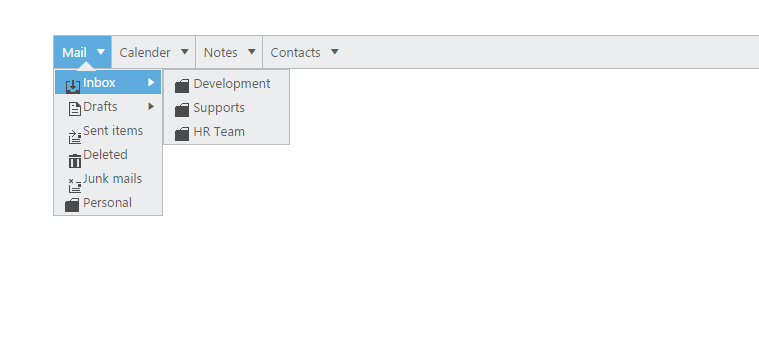 Mail Calender Notes Contacts
Inbox
Drafts
Sent items
Deleted
Junk mails
Personal
Development
Supports
HR Team